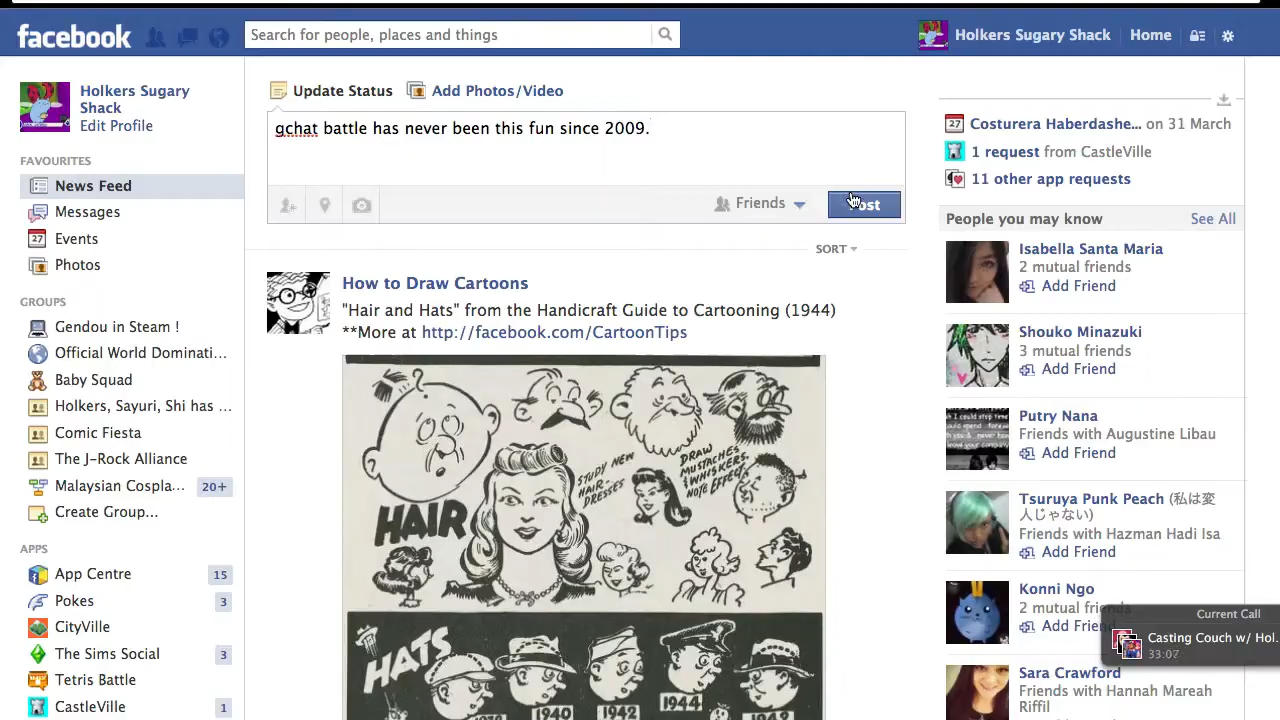 facebook
Search for people, places and things
Holkers Sugary Shack
Home
Holkers Sugary
Shack
Edit Profile
FAVOURITES
News Feed
Messages
27 Events
Photos
GROUPS
Gendou in Steam !
Official World Dominati...
Baby Squad
Holkers, Sayuri, Shi has ...
Comic Fiesta
The J-Rock Alliance
Malaysian Cospla... 20+
Create Group...
APPS
App Centre 15
Pokes 3
CityVille
The Sims Social 3
Tetris Battle
CastleVille 1
Update Status Add Photos/Video
gchat battle has never been this fun since 2009.
Friends
SORT
How to Draw Cartoons
"Hair and Hats" from the Handicraft Guide to Cartooning (1944)
**More at http://facebook.com/CartoonTips
STUDY NEW
HAIR-
DRESSES
DRAW
MUSTACHES
& WHISKERS.
NOTE EFFECT
HAIR
HATS
1940
1942
1944
27 Costurera Haberdashe... on 31 March
1 request from CastleVille
11 other app requests
People you may know See All
Isabella Santa Maria
2 mutual friends
Add Friend
Shouko Minazuki
3 mutual friends
Add Friend
Putry Nana
Friends with Augustine Libau
Add Friend
Tsuruya Punk Peach (私は変
人じゃない)
Friends with Hazman Hadi Isa
Add Friend
Konni Ngo
2 mutual
Add
Sara Crawford
Friends with Hannah Mareah
Riffil
Current Call
Casting Couch w/ Hol...
33:07